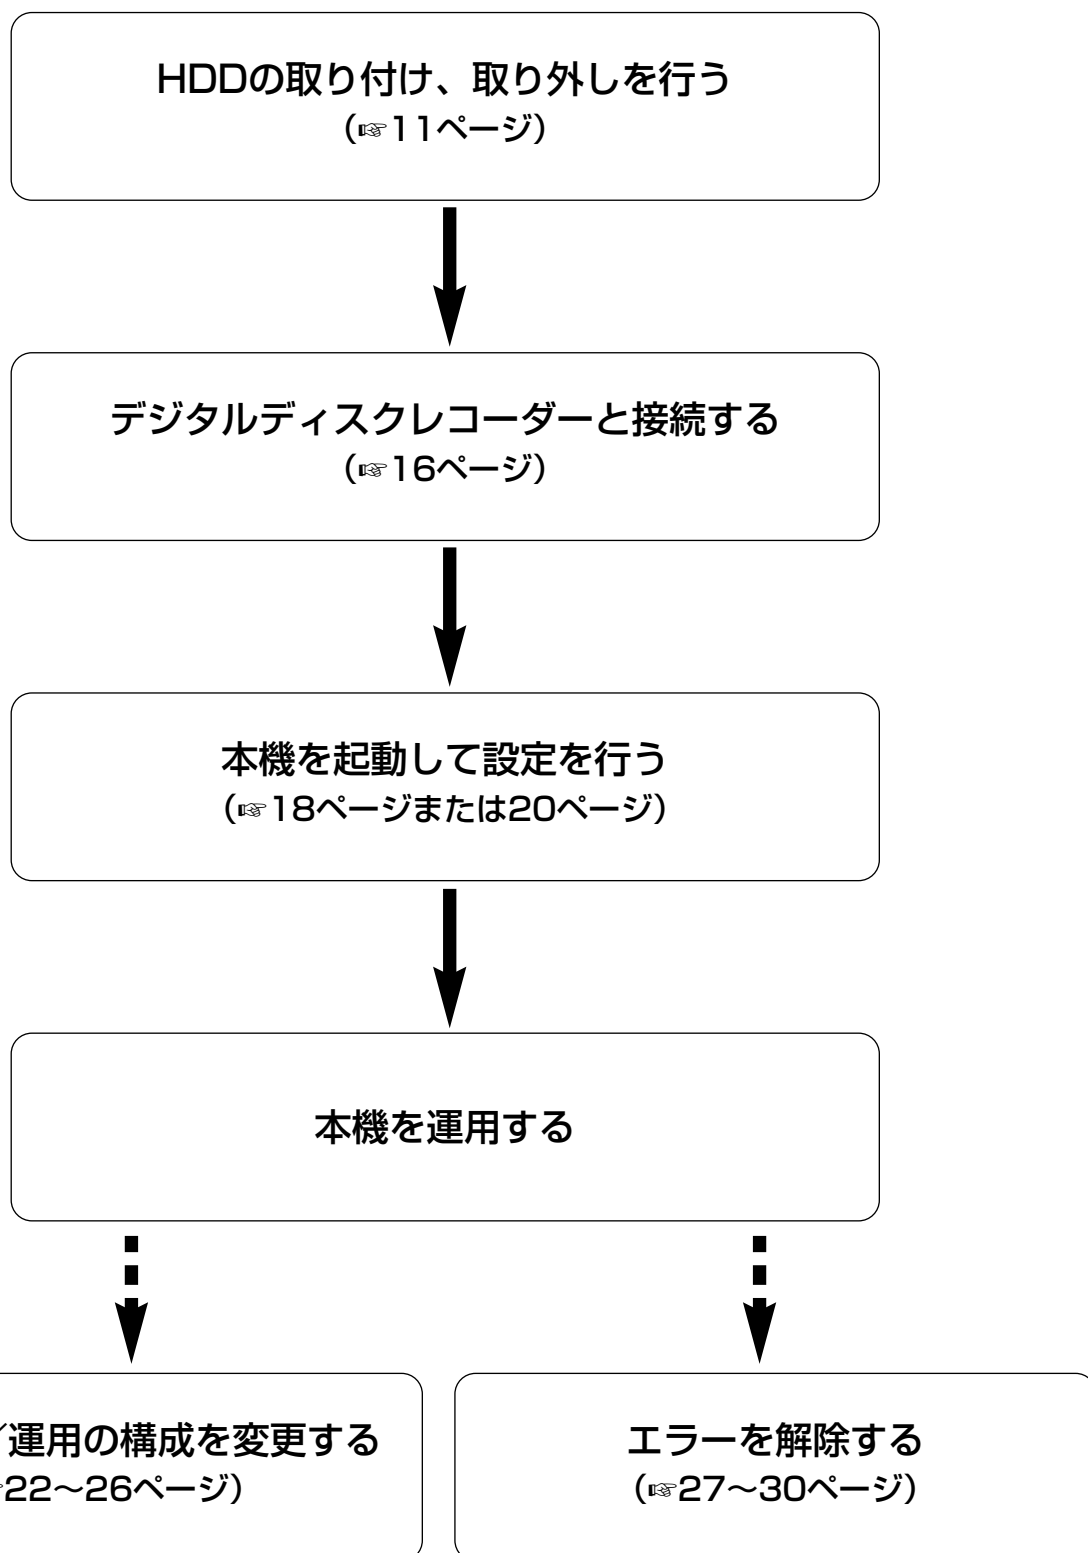 HDDの取り付け、取り外しを行う
(☞11ページ)
デジタルディスクレコーダーと接続する
(☞16ページ)
本機を起動して設定を行う
(☞18ページまたは20ページ)
本機を運用する
運用の構成を変更する
22～26ページ)
エラーを解除する
(☞27～30ページ)